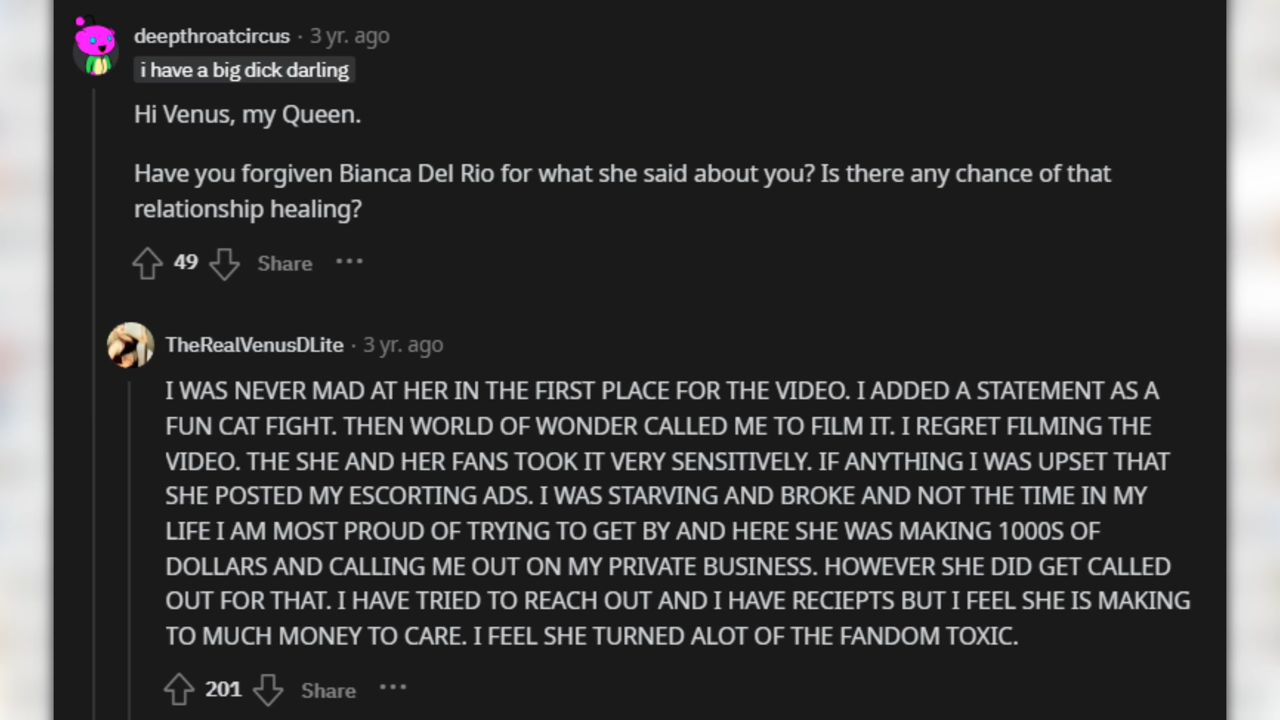 deepthroatcircus · 3 yr. ago
i have a big dick darling
Hi Venus, my Queen.
Have you forgiven Bianca Del Rio for what she said about you? Is there any chance of that
relationship healing?
49 Share ···
TheRealVenusDLite · 3 yr. ago
I WAS NEVER MAD AT HER IN THE FIRST PLACE FOR THE VIDEO. I ADDED A STATEMENT AS A
FUN CAT FIGHT. THEN WORLD OF WONDER CALLED ME TO FILM IT. I REGRET FILMING THE
VIDEO. THE SHE AND HER FANS TOOK IT VERY SENSITIVELY. IF ANYTHING I WAS UPSET THAT
SHE POSTED MY ESCORTING ADS. I WAS STARVING AND BROKE AND NOT THE TIME IN MY
LIFE I AM MOST PROUD OF TRYING TO GET BY AND HERE SHE WAS MAKING 1000S OF
DOLLARS AND CALLING ME OUT ON MY PRIVATE BUSINESS. HOWEVER SHE DID GET CALLED
OUT FOR THAT. I HAVE TRIED TO REACH OUT AND I HAVE RECIEPTS BUT I FEEL SHE IS MAKING
TO MUCH MONEY TO CARE. I FEEL SHE TURNED ALOT OF THE FANDOM TOXIC.
201 Share ···